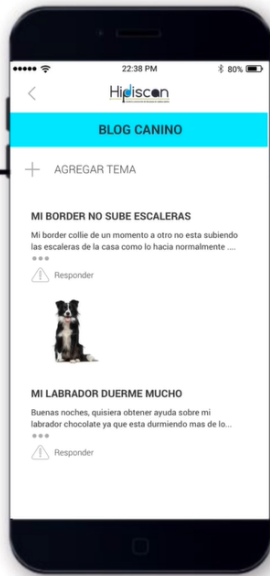 22:38 PM
80%
Hipiscan
BLOG CANINO
AGREGAR TEMA
MI BORDER NO SUBE ESCALERAS
Mi border collie de un momento a otro no esta subiendo
las escaleras de la casa como lo hacia normalmente ....
Responder
MI LABRADOR DUERME MUCHO
Buenas noches, quisiera obtener ayuda sobre mi
labrador chocolate ya que esta durmiendo mas de lo...
Responder